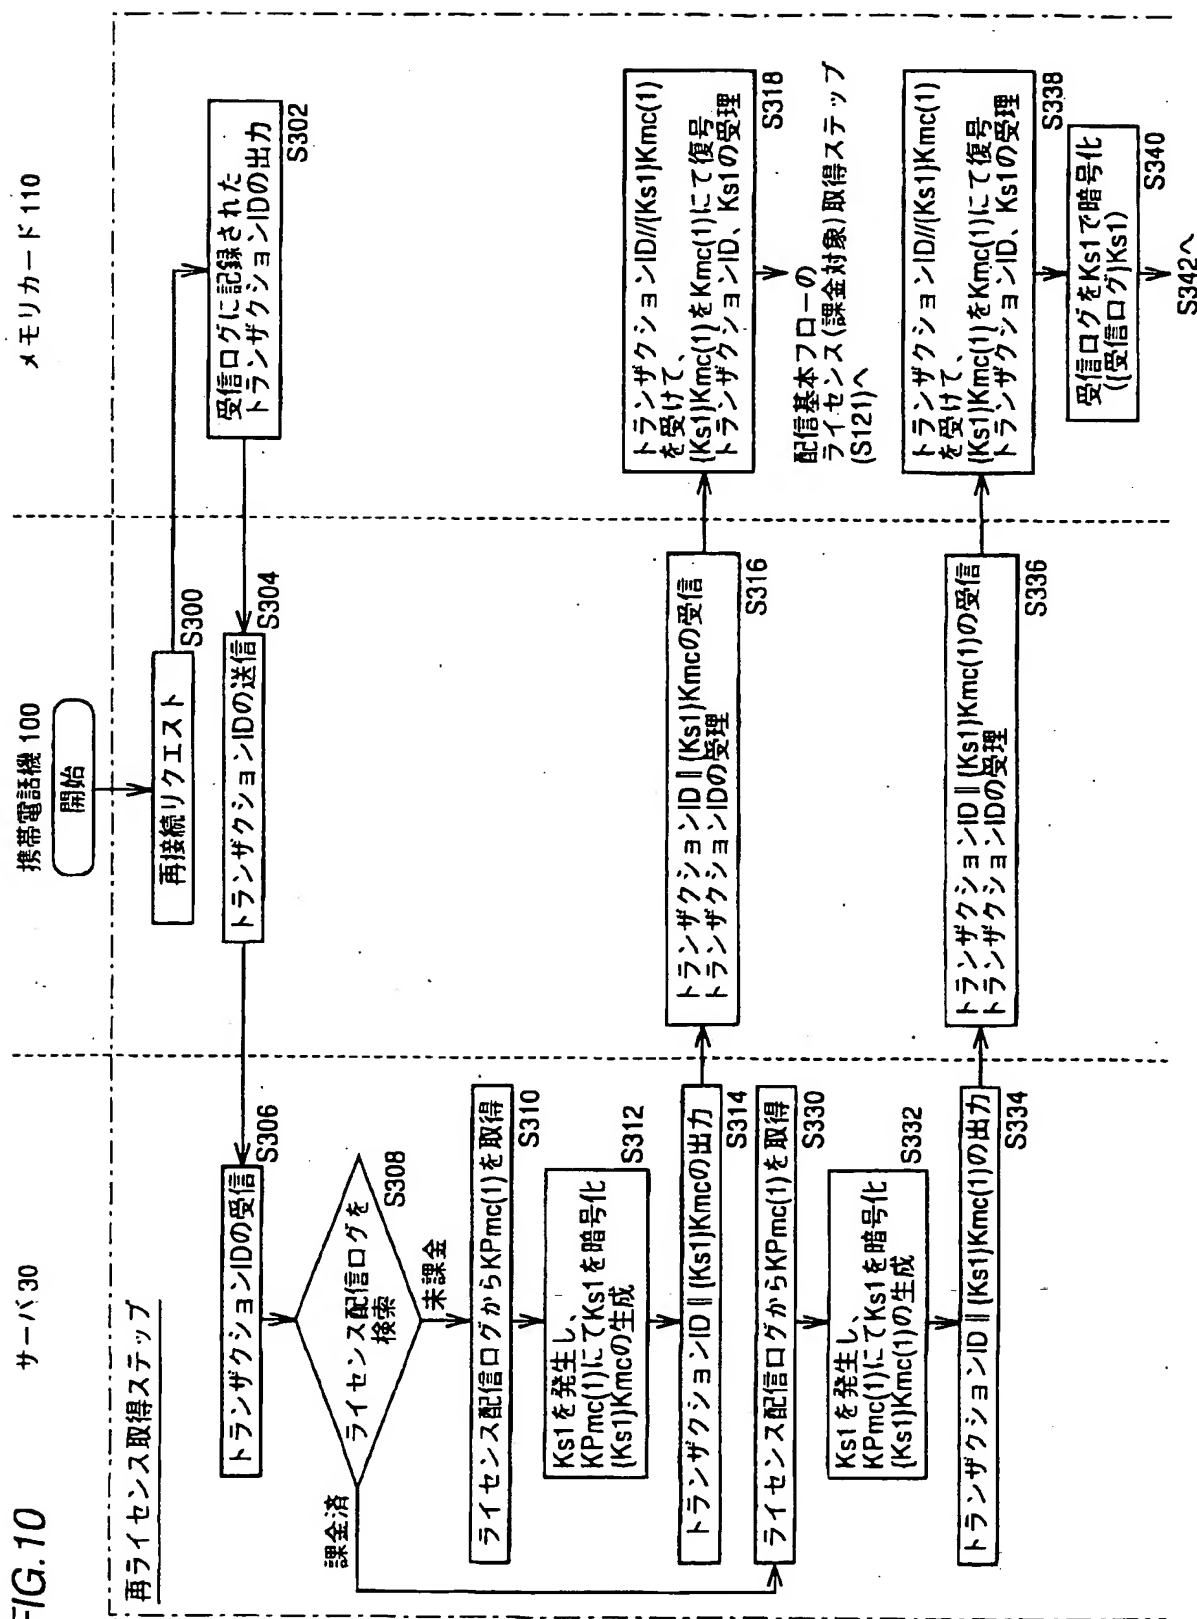 FIG.10
サーバ 30
携帯電話機 100
メモリカード 110
再ライセンス取得ステップ
開始
再接続リクエスト
S300
受信ログに記録された
トランザクションIDの出力
S302
トランザクションIDの送信
S304
トランザクションIDの受信
S306
ライセンス配信ログを
検索
S308
課金済
未課金
ライセンス配信ログからKPmc(1)を取得
S310
Ks1を発生し、
KPmc(1)にてKs1を暗号化
{Ks1}Kmcの生成
S312
トランザクションID∥{Ks1}Kmcの出力
S314
トランザクションID∥{Ks1}Kmcの受信
トランザクションIDの受理
S316
トランザクションID//{Ks1}Kmc(1)
を受けて、
{Ks1}Kmc(1)をKmc(1)にて復号
トランザクションID、Ks1の受理
S318
配信基本フローの
ライセンス(課金対象)取得ステップ
(S121)へ
ライセンス配信ログからKPmc(1)を取得
S330
Ks1を発生し、
KPmc(1)にてKs1を暗号化
{Ks1}Kmc(1)の生成
S332
トランザクションID∥{Ks1}Kmc(1)の出力
S334
トランザクションID∥{Ks1}Kmc(1)の受信
トランザクションIDの受理
S336
トランザクションID//{Ks1}Kmc(1)
を受けて、
{Ks1}Kmc(1)をKmc(1)にて復号
トランザクションID、Ks1の受理
S338
受信ログをKs1で暗号化
({受信ログ}Ks1)
S340
S342へ